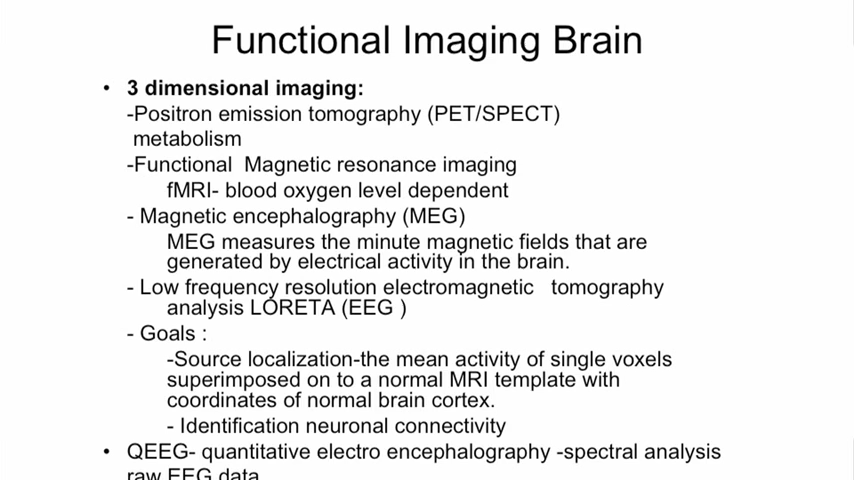 Functional Imaging Brain
• 3 dimensional imaging:
-Positron emission tomography (PET/SPECT)
metabolism
-Functional Magnetic resonance imaging
fMRI- blood oxygen level dependent
- Magnetic encephalography (MEG)
MEG measures the minute magnetic fields that are
generated by electrical activity in the brain.
- Low frequency resolution electromagnetic tomography
analysis LORETA (EEG )
- Goals :
-Source localization-the mean activity of single voxels
superimposed on to a normal MRI template with
coordinates of normal brain cortex.
- Identification neuronal connectivity
• QEEG- quantitative electro encephalography -spectral analysis
raw EEG data